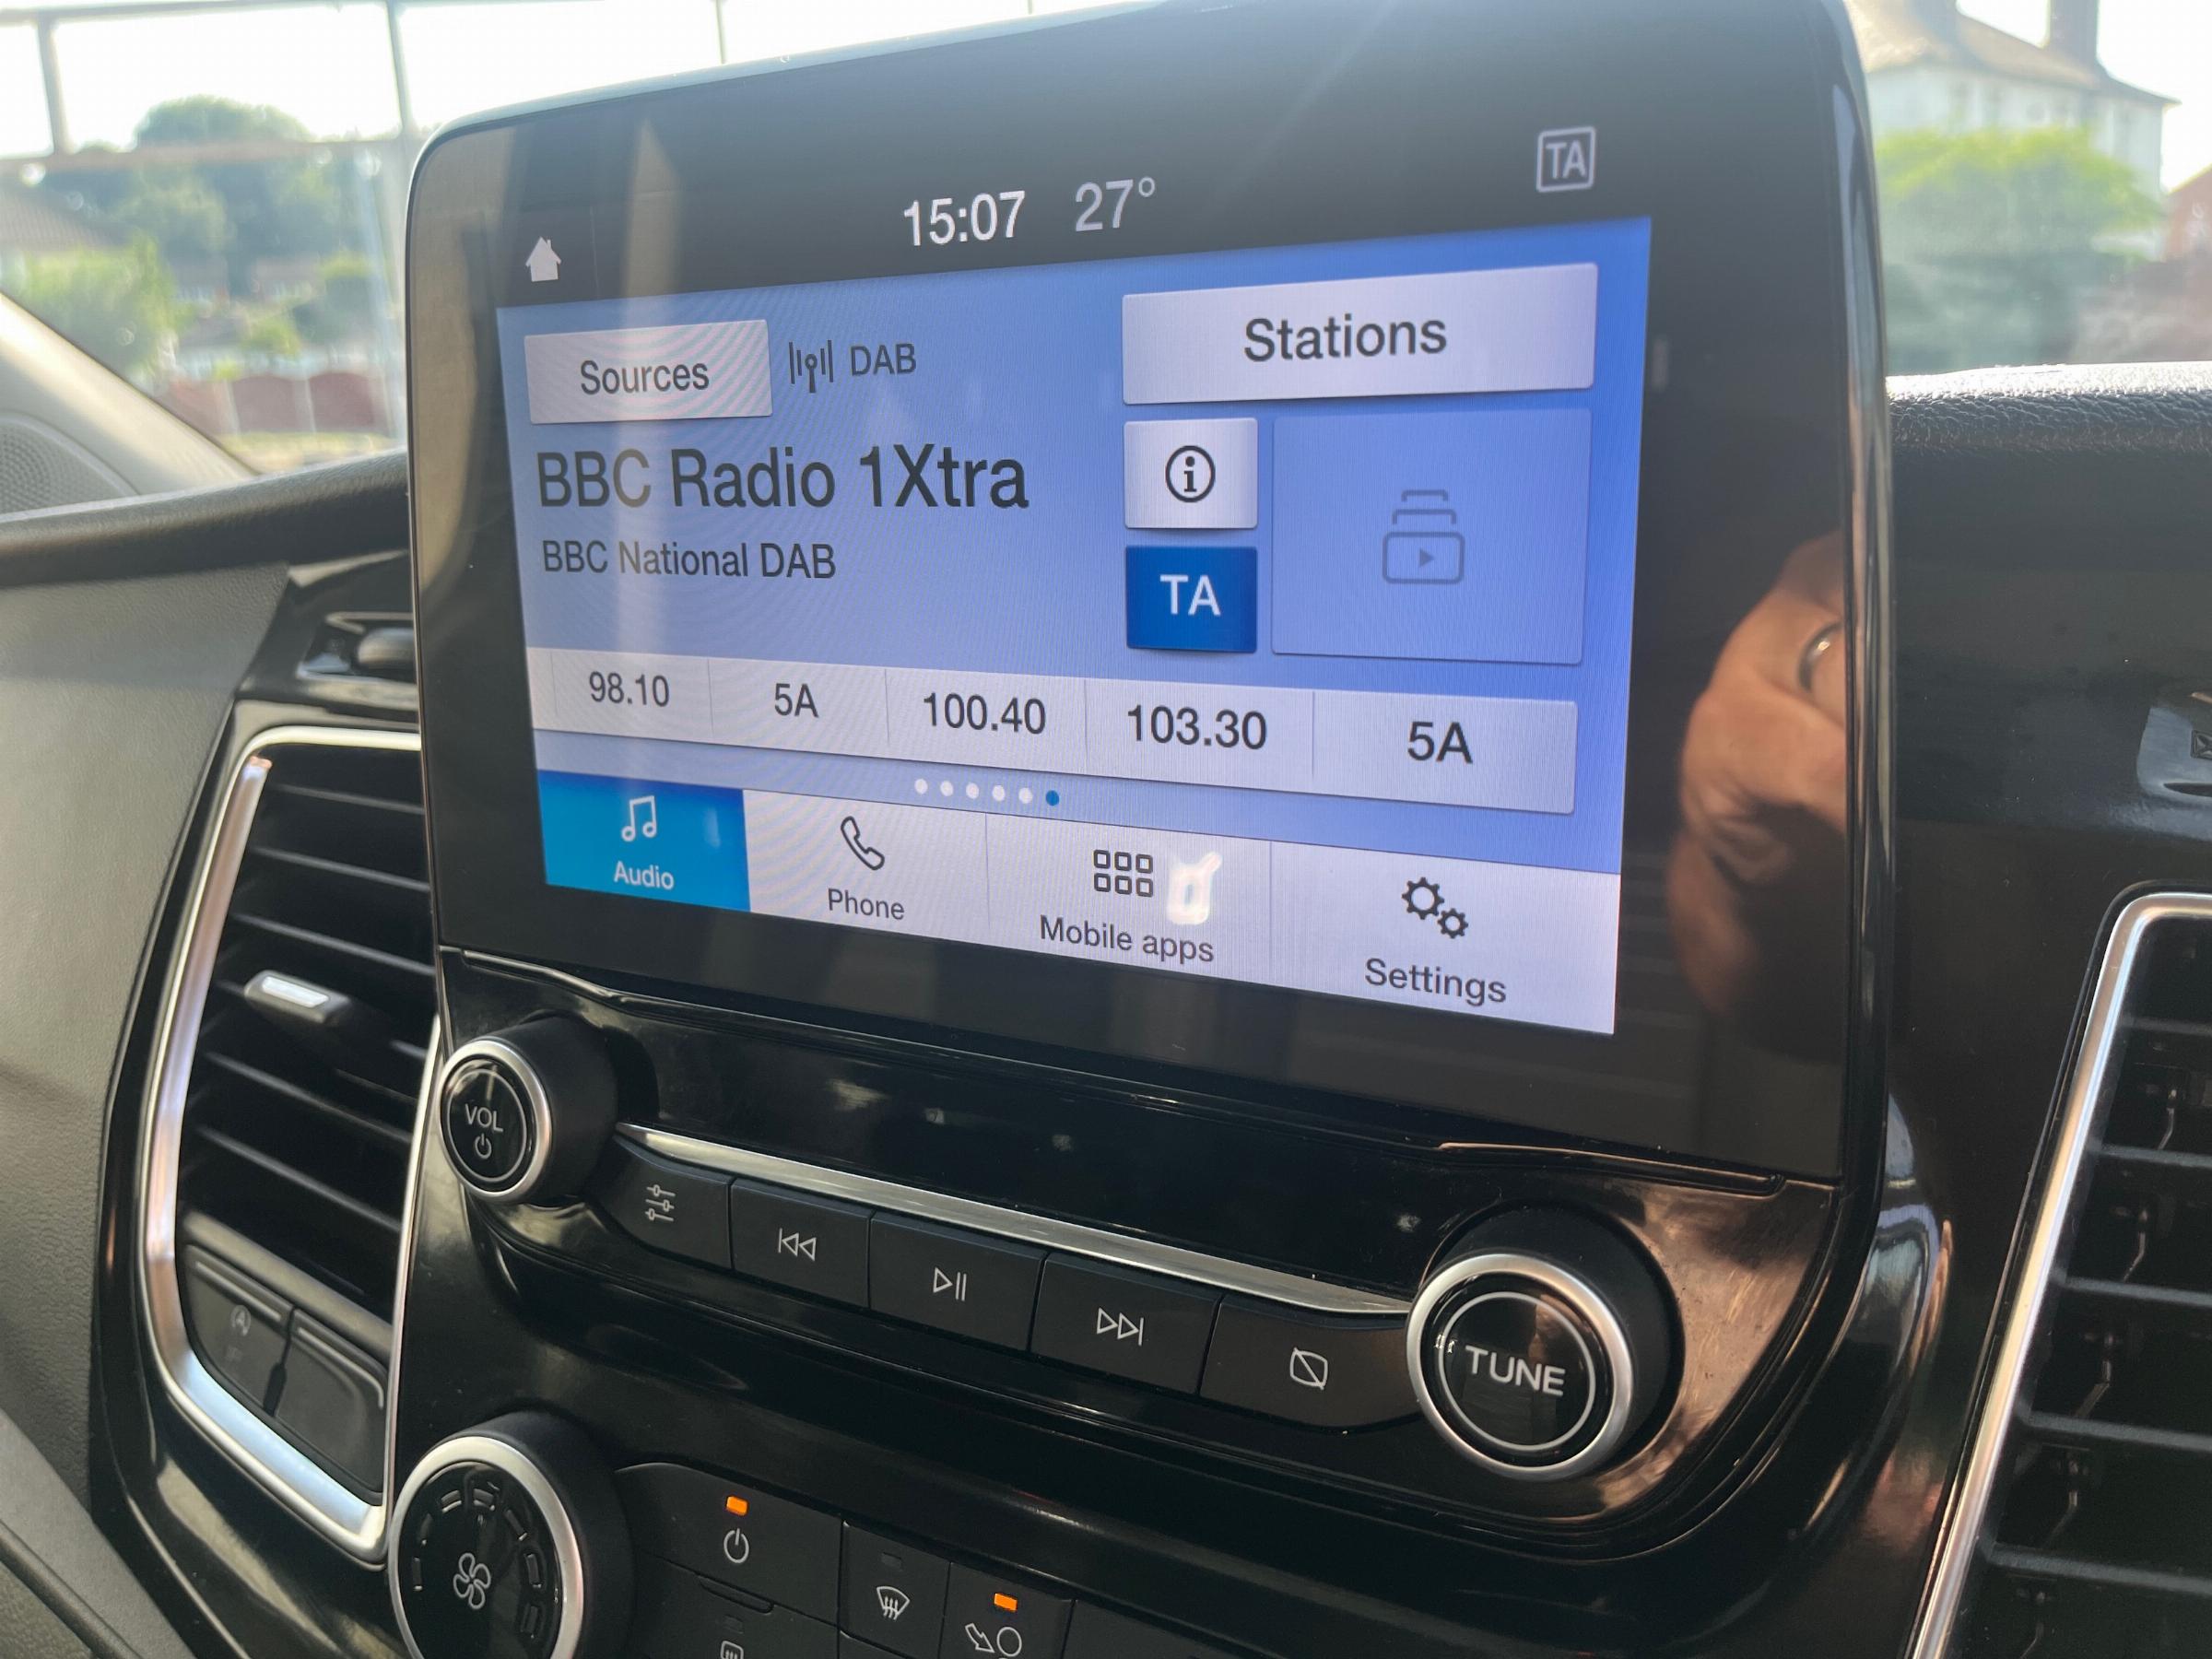 15:07 27°
TA
Sources DAB
Stations
BBC Radio 1Xtra
BBC National DAB
TA
98.10 5A 100.40 103.30 5A
Audio Phone Mobile apps Settings
VOL
TUNE